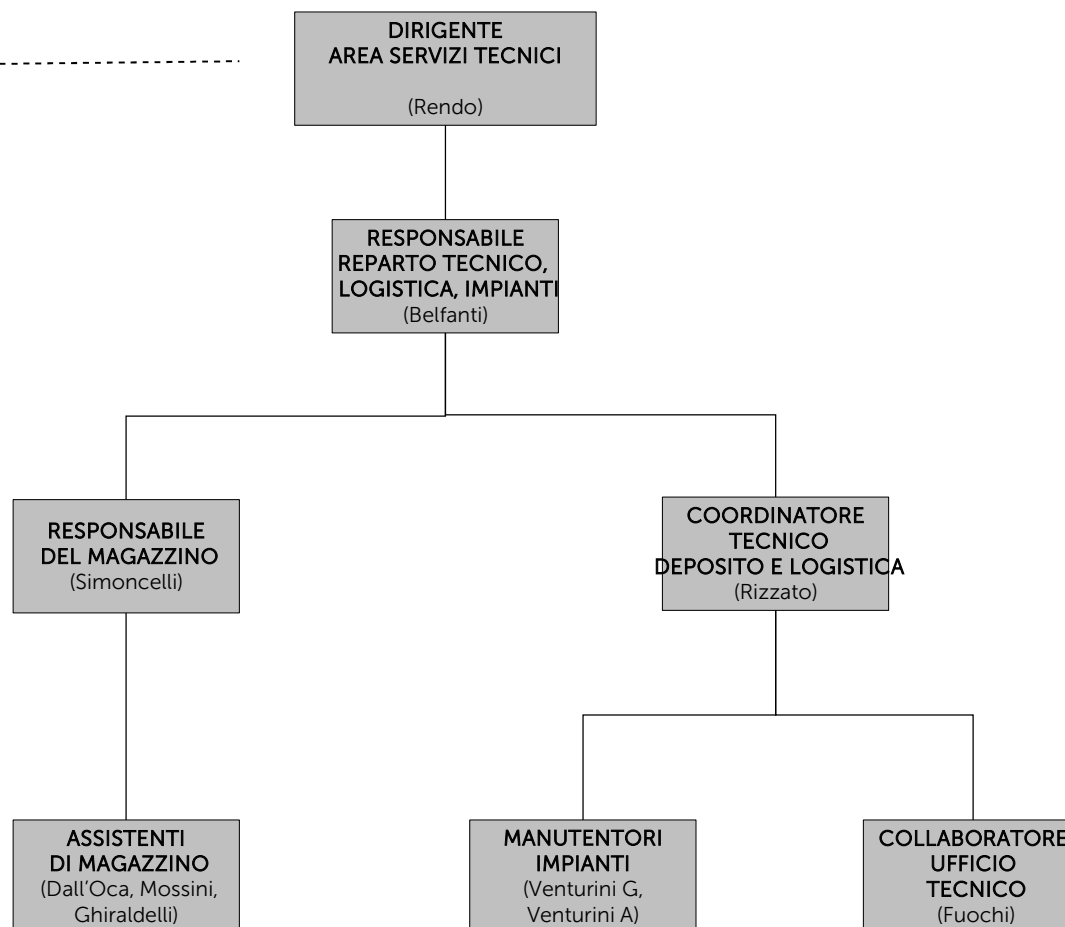 DIRIGENTE
AREA SERVIZI TECNICI
(Rendo)
RESPONSABILE
REPARTO TECNICO,
LOGISTICA, IMPIANTI
(Belfanti)
RESPONSABILE
DEL MAGAZZINO
(Simoncelli)
COORDINATORE
TECNICO
DEPOSITO E LOGISTICA
(Rizzato)
ASSISTENTI
DI MAGAZZINO
(Dall'Oca, Mossini,
Ghiraldelli)
MANUTENTORI
IMPIANTI
(Venturini G,
Venturini A)
COLLABORATORE
UFFICIO
TECNICO
(Fuochi)